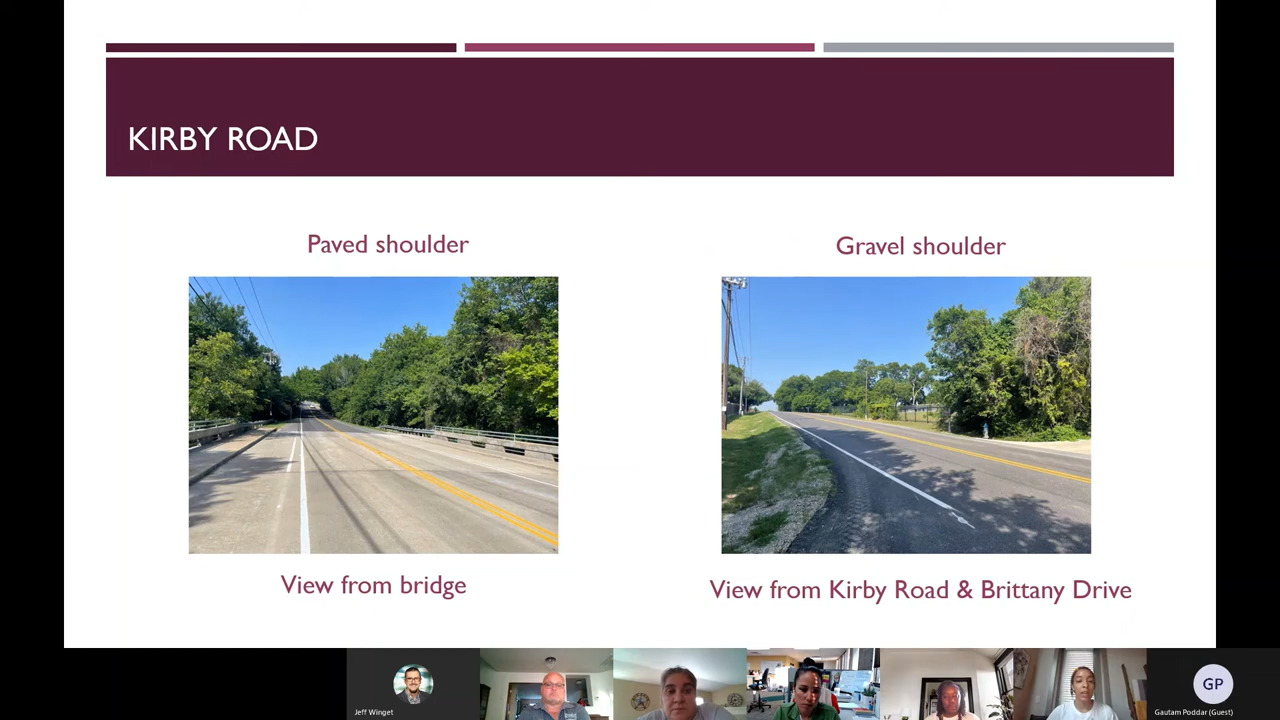 KIRBY ROAD
Paved shoulder
Gravel shoulder
View from bridge
View from Kirby Road & Brittany Drive
Jeff Winget
GP
Gautam Poddar (Guest)